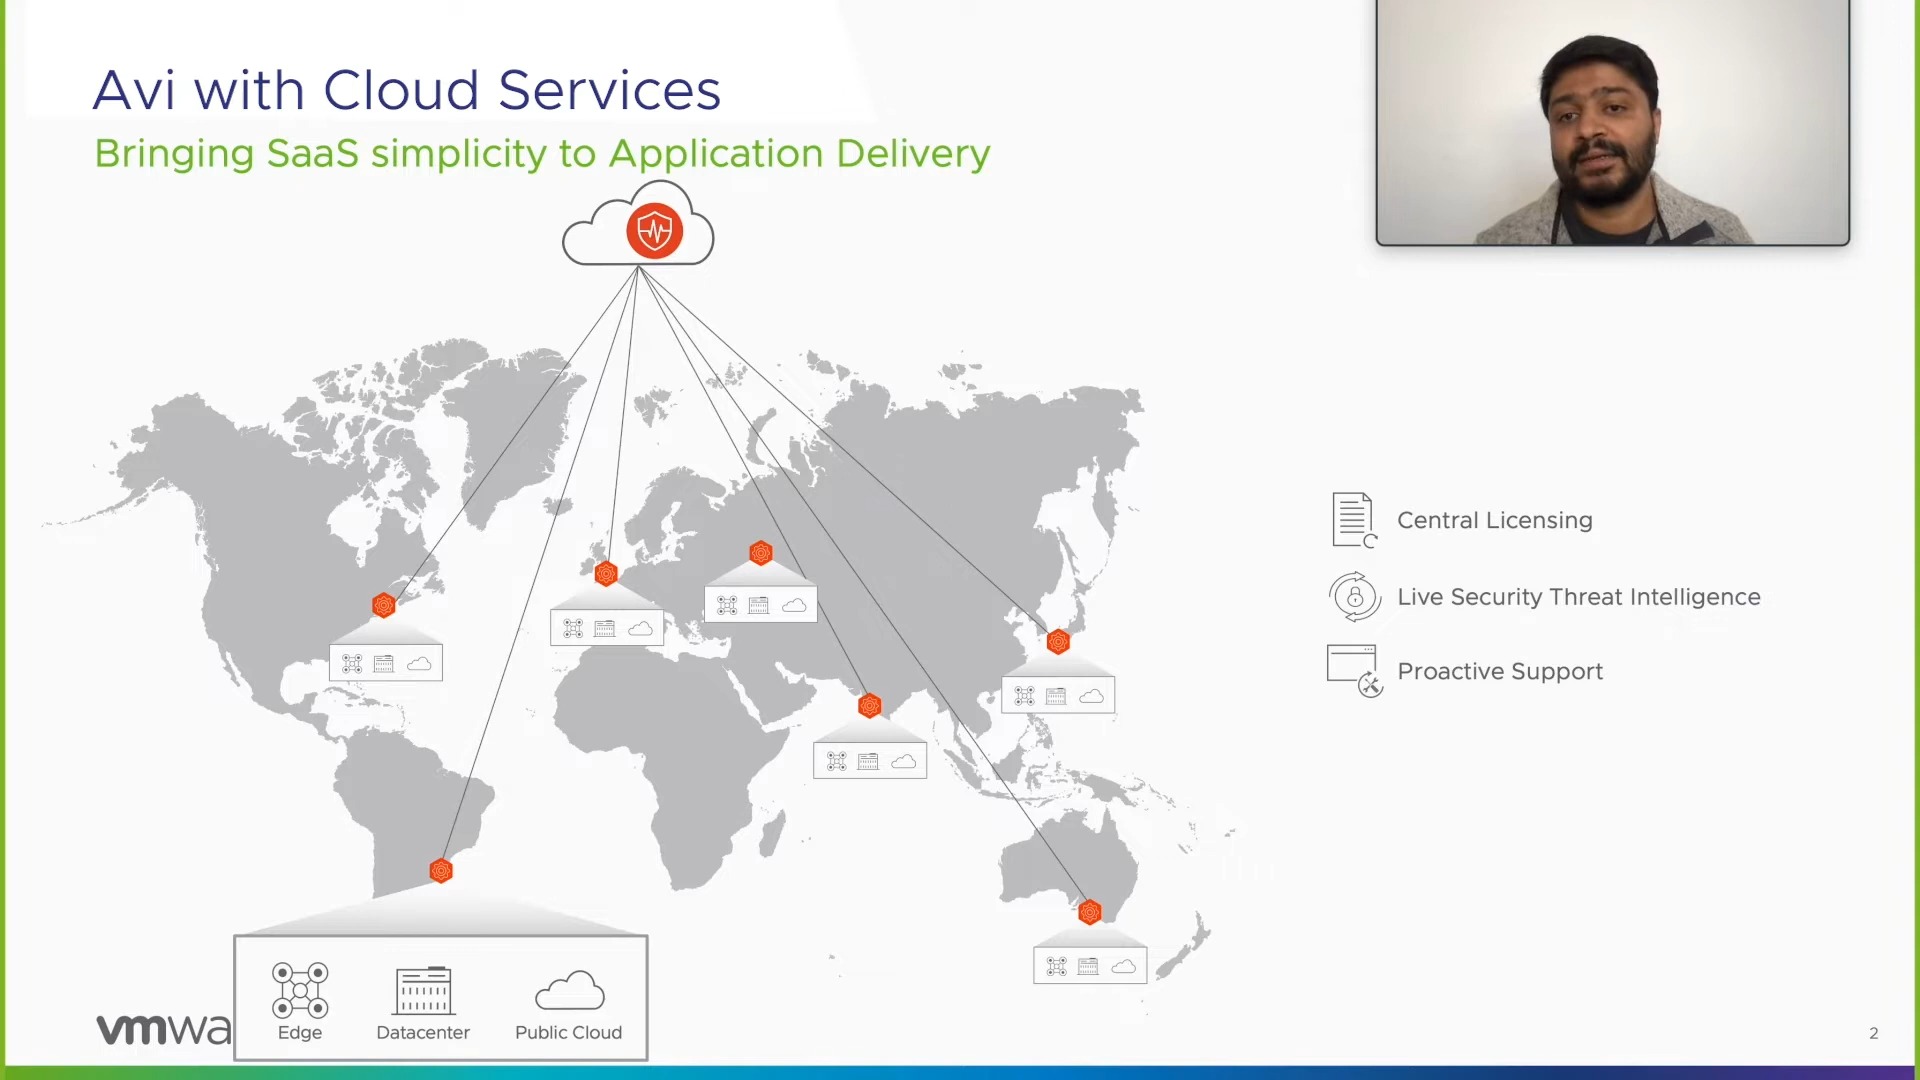 Avi with Cloud Services
Bringing SaaS simplicity to Application Delivery
Central Licensing
Live Security Threat Intelligence
Proactive Support
Edge
Datacenter
Public Cloud
vmwa
2